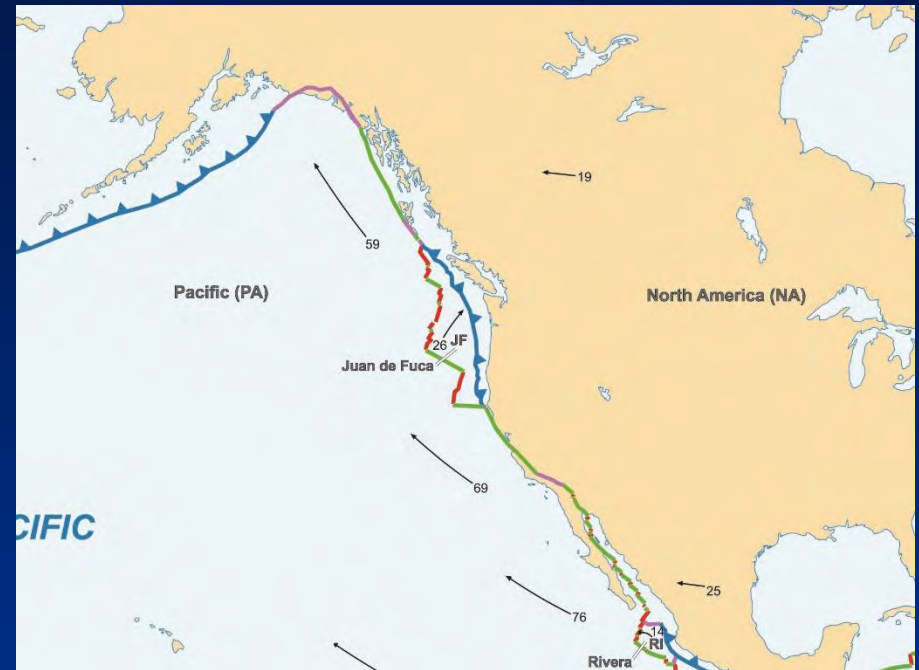 19
59
Pacific (PA)
North America (NA)
26 JF
Juan de Fuca
69
CIFIC
25
76
14
RI
Rivera